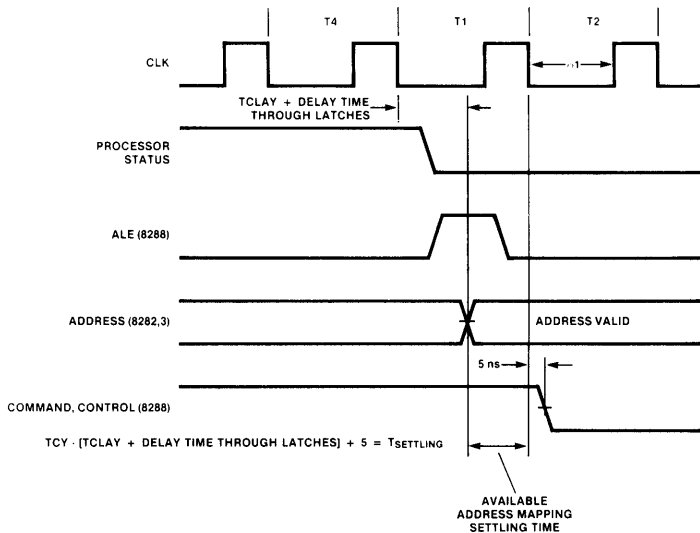 T4
T1
T2
CLK
TCLAY + DELAY TIME
THROUGH LATCHES
PROCESSOR
STATUS
ALE (8288)
ADDRESS (8282,3)
ADDRESS VALID
5 ns
COMMAND, CONTROL (8288)
TCY · [TCLAY + DELAY TIME THROUGH LATCHES] + 5 = TSETTLING
AVAILABLE
ADDRESS MAPPING
SETTLING TIME